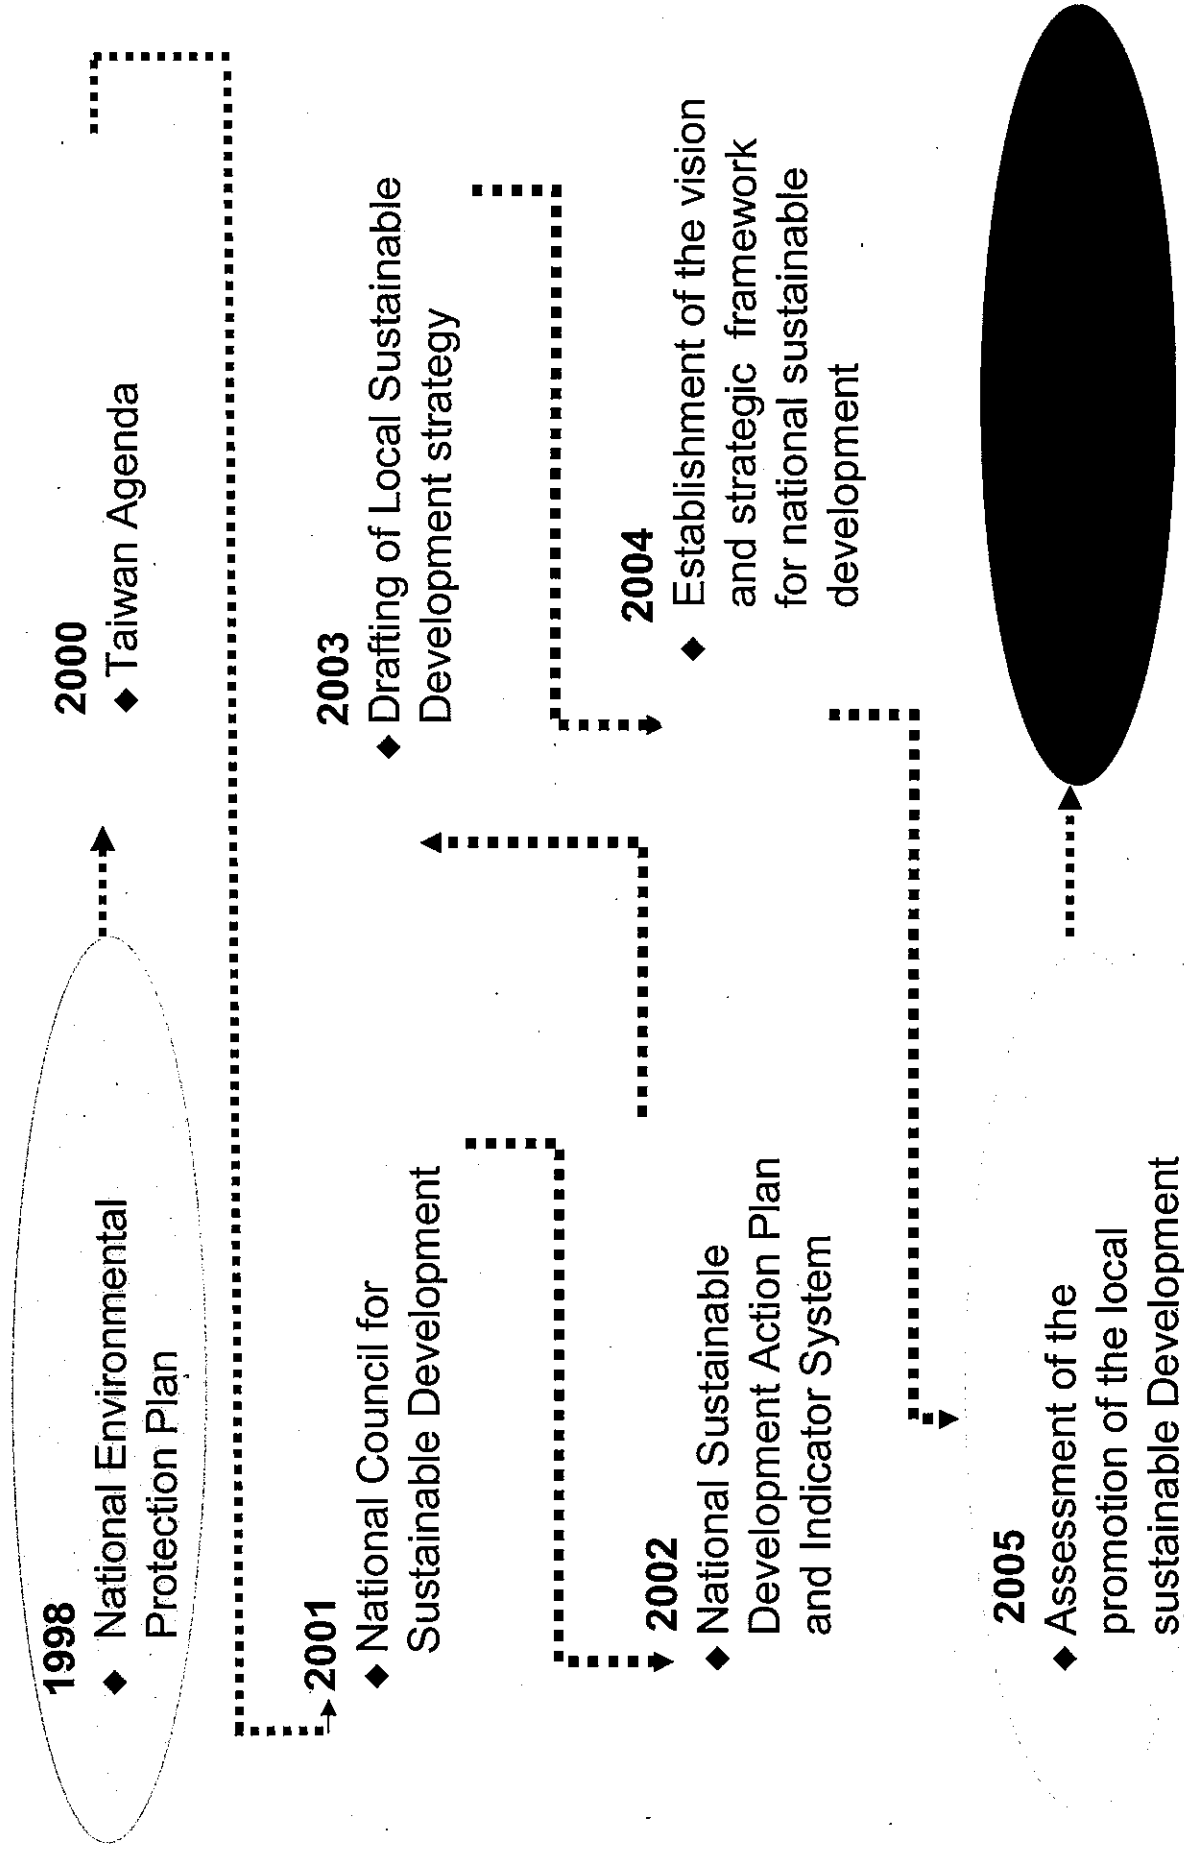 1998
◆ National Environmental
Protection Plan
2000
◆ Taiwan Agenda
2001
◆ National Council for
Sustainable Development
2002
◆ National Sustainable
Development Action Plan
and Indicator System
2003
◆ Drafting of Local Sustainable
Development strategy
2004
◆ Establishment of the vision
and strategic framework
for national sustainable
development
2005
◆ Assessment of the
promotion of the local
sustainable Development